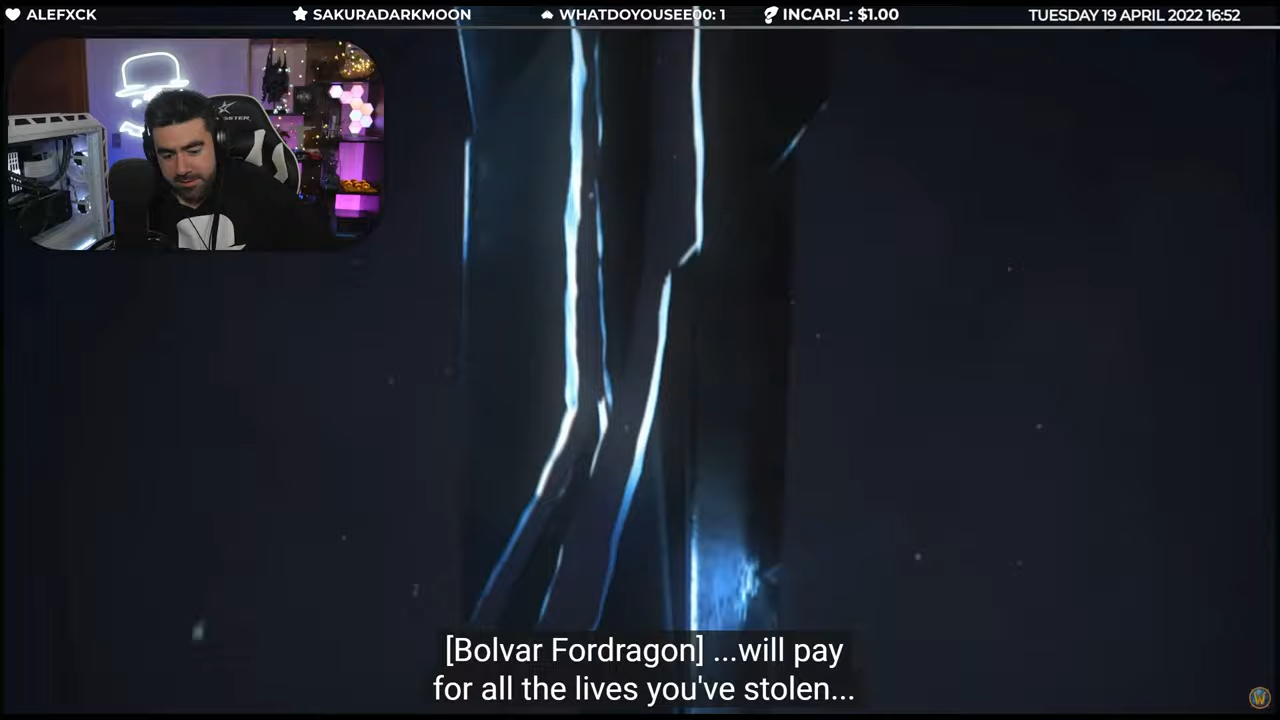 ALEFXCK
SAKURADARKMOON
WHATDOYOUSEE00: 1
INCARI_: $1.00
TUESDAY 19 APRIL 2022 16:52
[Bolvar Fordragon] ...will pay
for all the lives you've stolen...